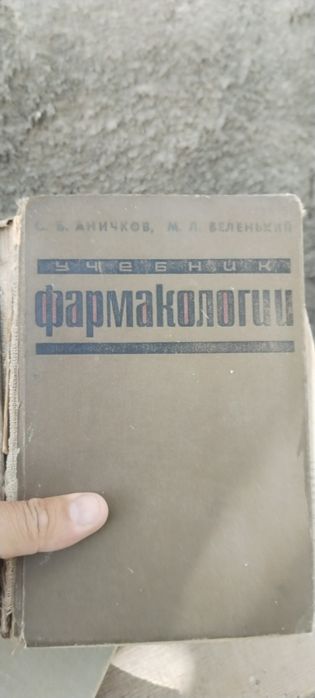 С. В. АНИЧКОВ, М. Л. БЕЛЕНЬКИЙ
УЧЕБНИК
фармакологии